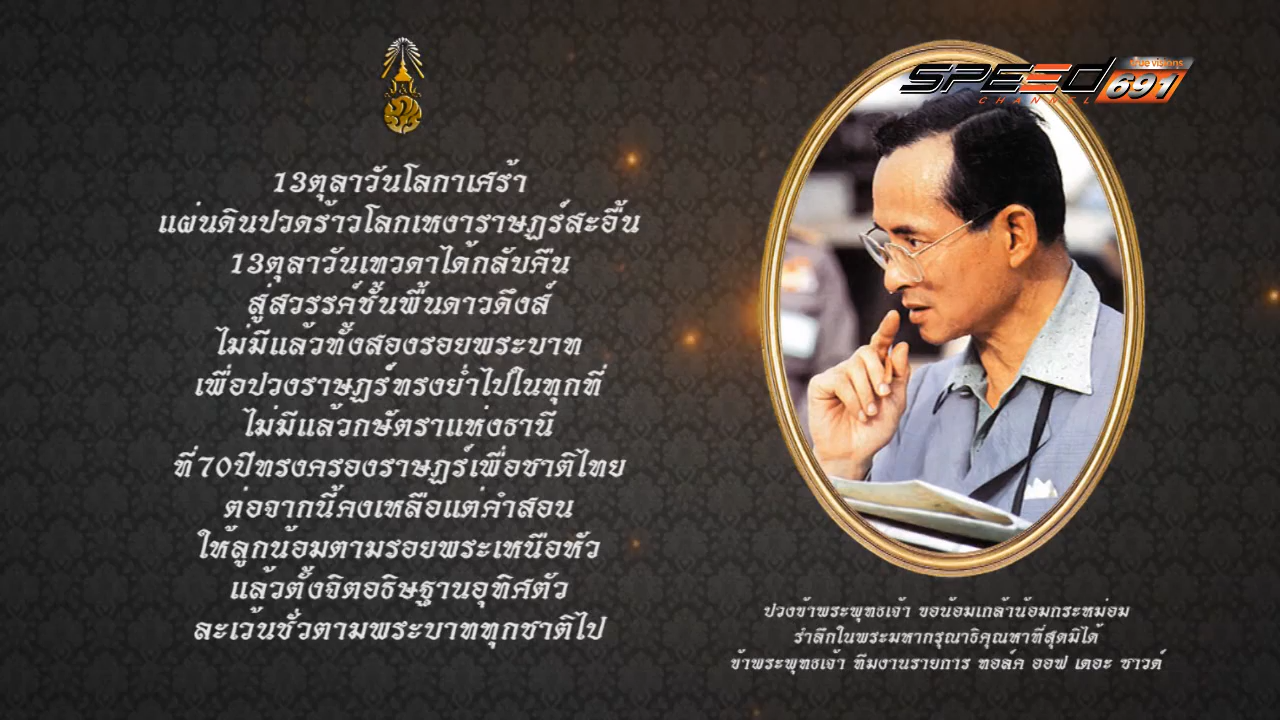 SPEED
CHANNEL
true visions
691
13ตุลาวันโลกาเศร้า
แผ่นดินปวดร้าวโลกเหงาราษฏร์สะอื้น
13ตุลาวันเทวดาได้กลับคืน
สู่สวรรค์ชั้นพื้นดาวดึงส์
ไม่มีแล้วทั้งสองรอยพระบาท
เพื่อปวงราษฏร์ทรงย่ำไปในทุกที่
ไม่มีแล้วกษัตราแห่งธานี
ที่70ปีทรงครองราษฏร์เพื่อชาติไทย
ต่อจากนี้คงเหลือแต่คำสอน
ให้ลูกน้อมตามรอยพระเหนือหัว
แล้วตั้งจิตอธิษฐานอุทิศตัว
ละเว้นชั่วตามพระบาททุกชาติไป
ปวงข้าพระพุทธเจ้า ขอน้อมเกล้าน้อมกระหม่อม
รำลึกในพระมหากรุณาธิคุณหาที่สุดมิได้
ข้าพระพุทธเจ้า ทีมงานรายการ ทอล์ค ออฟ เดอะ ซาวด์